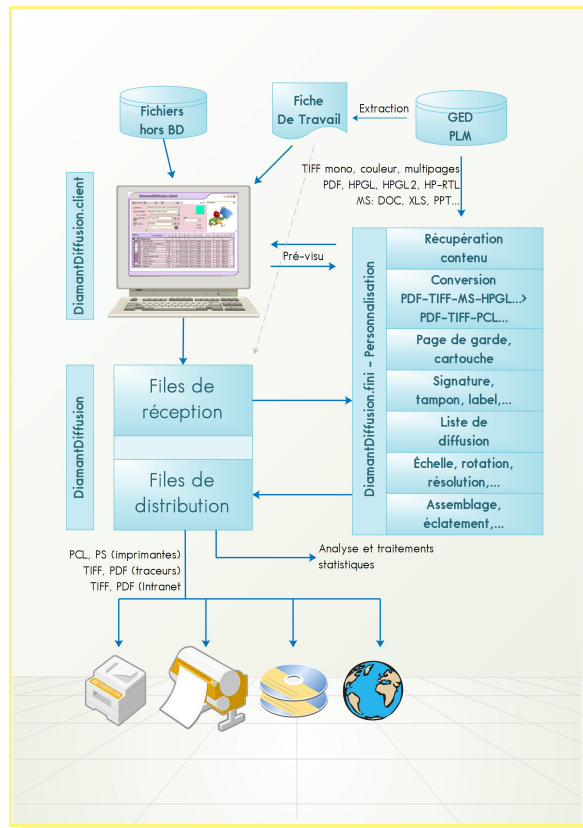 Fichiers
hors BD
Fiche
De Travail
Extraction
GED
PLM
TIFF mono, couleur, multipages
PDF, HPGL, HPGL2, HP-RTL
MS: DOC, XLS, PPT...
DiamantDiffusion.client
DiamantDiffusion.client
Pré-visu
DiamantDiffusion.fini - Personnalisation
Récupération
contenu
Conversion
PDF-TIFF-MS-HPGL...>
PDF-TIFF-PCL...
Page de garde,
cartouche
Signature,
tampon, label,...
Liste de
diffusion
Échelle, rotation,
résolution,...
Assemblage,
éclatement,...
DiamantDiffusion
Files de
réception
Files de
distribution
PCL, PS (imprimantes)
TIFF, PDF (traceurs)
TIFF, PDF (Intranet
Analyse et traitements
statistiques